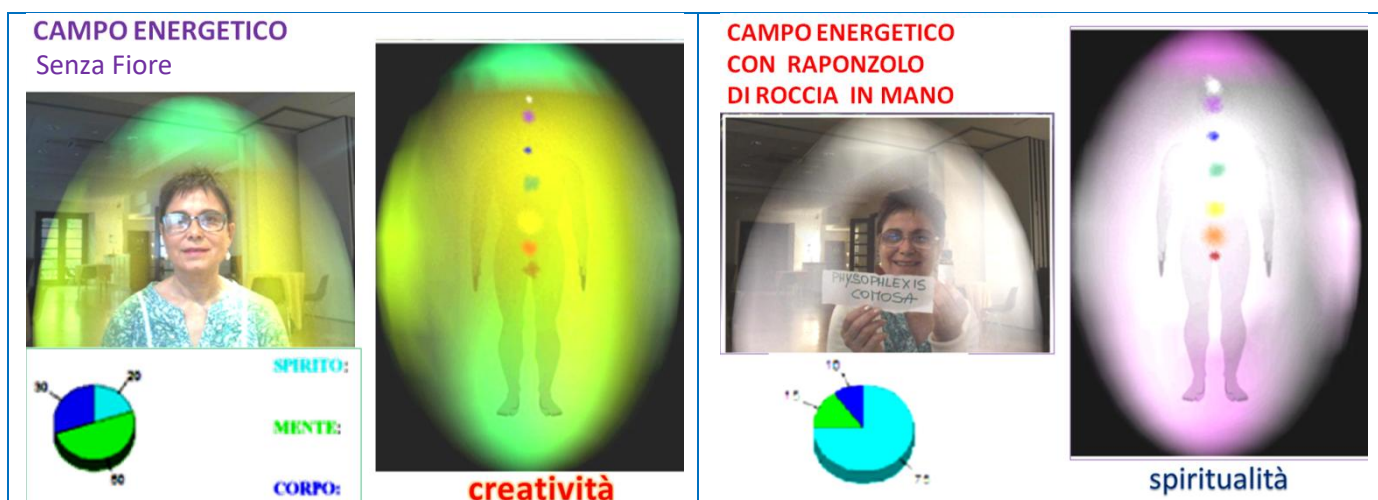 CAMPO ENERGETICO
Senza Fiore
SPIRITO:
MENTE:
CORPO:
30
20
50
creatività
CAMPO ENERGETICO
CON RAPONZOLO
DI ROCCIA IN MANO
PHYSOPHLEXIS
COMOSA
10
15
75
spiritualità